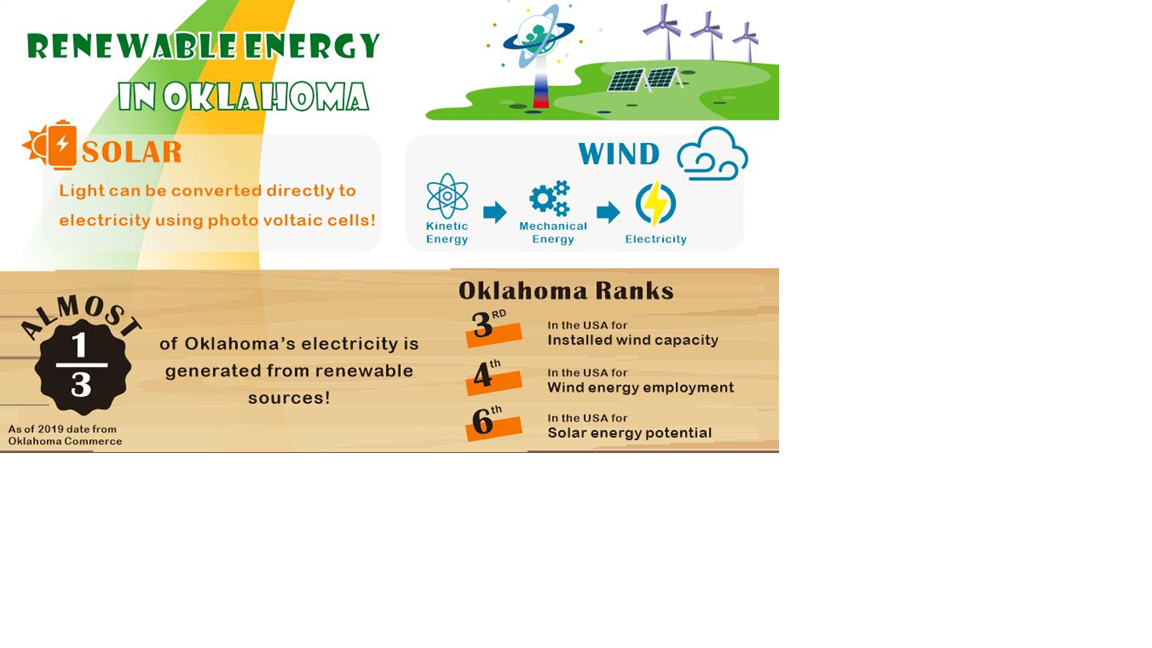 RENEWABLE ENERGY
IN OKLAHOMA
SOLAR
Light can be converted directly to
electricity using photo voltaic cells!
WIND
Kinetic
Energy
Mechanical
Energy
Electricity
ALMOST
1
3
of Oklahoma's electricity is
generated from renewable
sources!
As of 2019 date from
Oklahoma Commerce
Oklahoma Ranks
3RD
In the USA for
Installed wind capacity
4th
In the USA for
Wind energy employment
6th
In the USA for
Solar energy potential